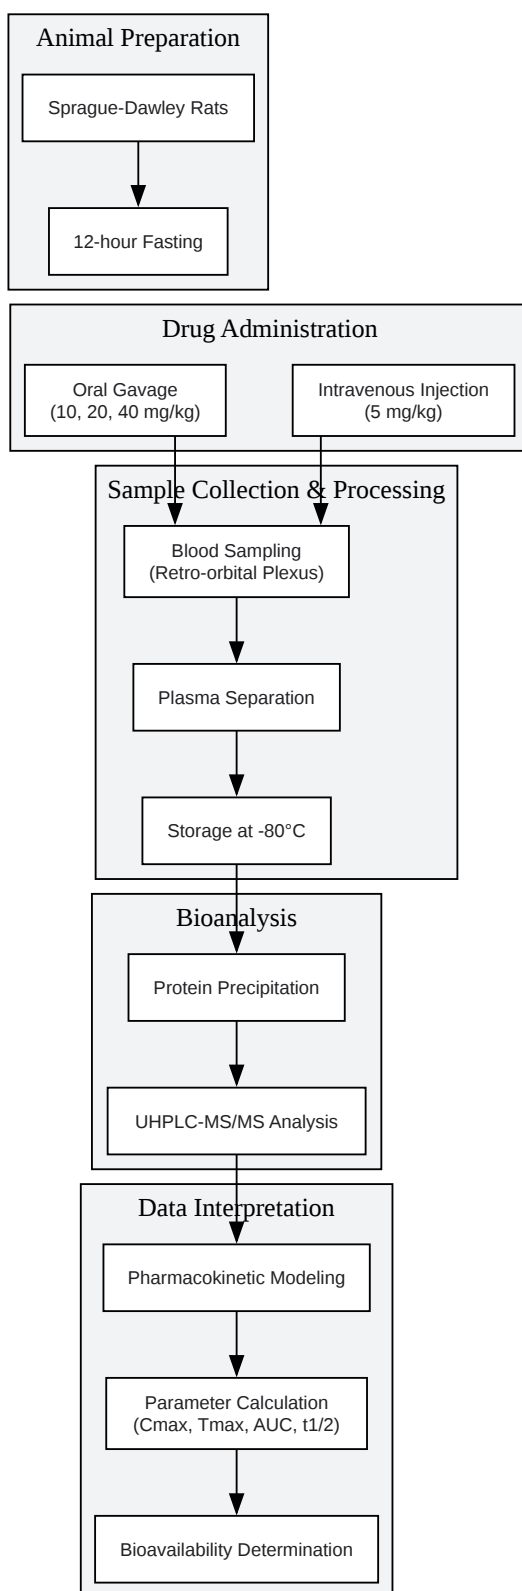 Animal Preparation
Sprague-Dawley Rats
12-hour Fasting
Drug Administration
Oral Gavage
(10, 20, 40 mg/kg)
Intravenous Injection
(5 mg/kg)
Sample Collection & Processing
Blood Sampling
(Retro-orbital Plexus)
Plasma Separation
Storage at -80°C
Bioanalysis
Protein Precipitation
UHPLC-MS/MS Analysis
Data Interpretation
Pharmacokinetic Modeling
Parameter Calculation
(Cmax, Tmax, AUC, t1/2)
Bioavailability Determination